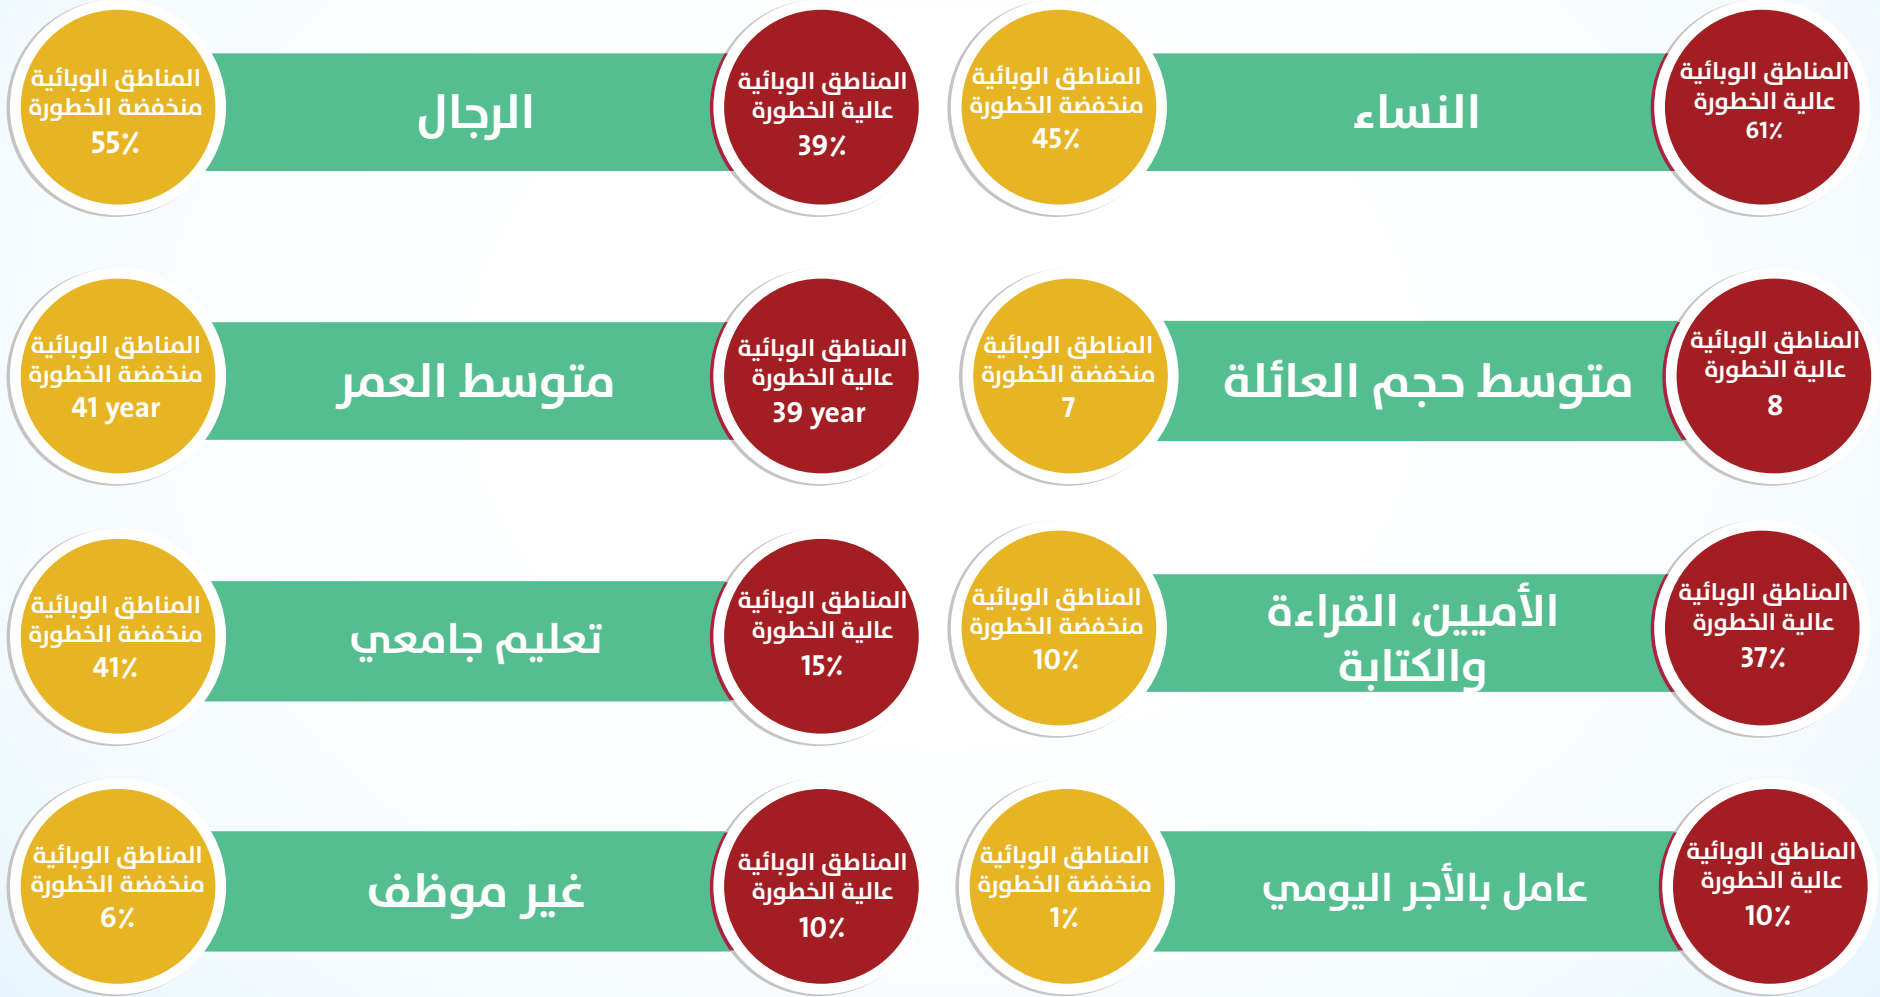 المناطق الوبائية
عالية الخطورة
61٪
النساء
المناطق الوبائية
منخفضة الخطورة
45٪
المناطق الوبائية
عالية الخطورة
39٪
الرجال
المناطق الوبائية
منخفضة الخطورة
55٪
المناطق الوبائية
عالية الخطورة
8
متوسط حجم العائلة
المناطق الوبائية
منخفضة الخطورة
7
المناطق الوبائية
عالية الخطورة
39 year
متوسط العمر
المناطق الوبائية
منخفضة الخطورة
41 year
المناطق الوبائية
عالية الخطورة
37٪
الأميين، القراءة
والكتابة
المناطق الوبائية
منخفضة الخطورة
10٪
المناطق الوبائية
عالية الخطورة
15٪
تعليم جامعي
المناطق الوبائية
منخفضة الخطورة
41٪
المناطق الوبائية
عالية الخطورة
10٪
عامل بالأجر اليومي
المناطق الوبائية
منخفضة الخطورة
1٪
المناطق الوبائية
عالية الخطورة
10٪
غير موظف
المناطق الوبائية
منخفضة الخطورة
6٪